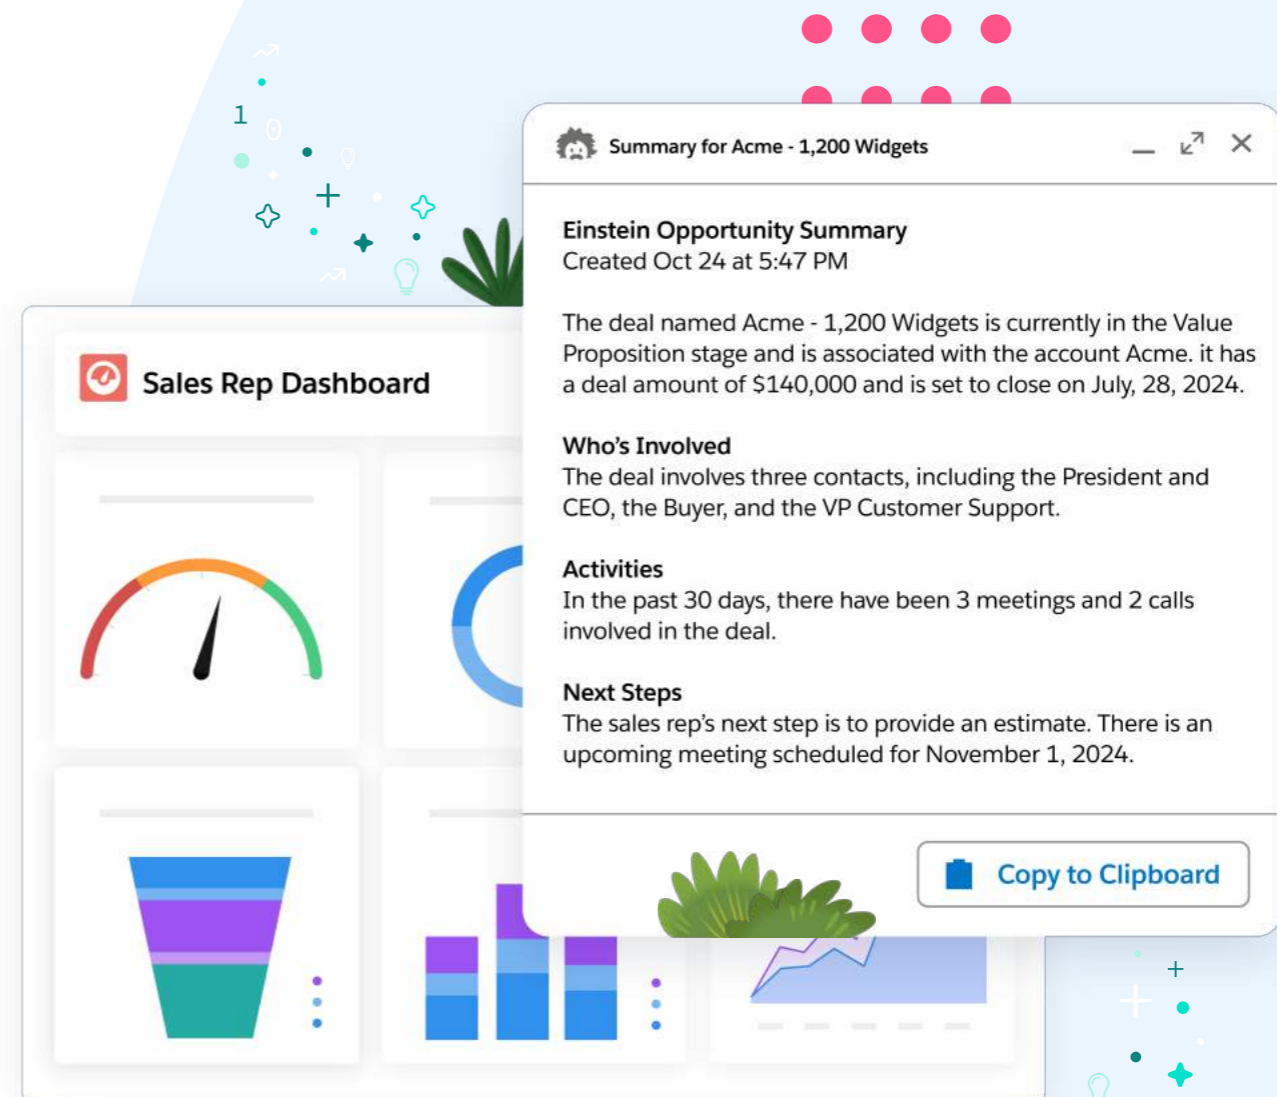 1
0
Summary for Acme - 1,200 Widgets
Einstein Opportunity Summary
Created Oct 24 at 5:47 PM
The deal named Acme - 1,200 Widgets is currently in the Value
Proposition stage and is associated with the account Acme. it has
a deal amount of $140,000 and is set to close on July, 28, 2024.
Who's Involved
The deal involves three contacts, including the President and
CEO, the Buyer, and the VP Customer Support.
Activities
In the past 30 days, there have been 3 meetings and 2 calls
involved in the deal.
Next Steps
The sales rep's next step is to provide an estimate. There is an
upcoming meeting scheduled for November 1, 2024.
Copy to Clipboard
Sales Rep Dashboard